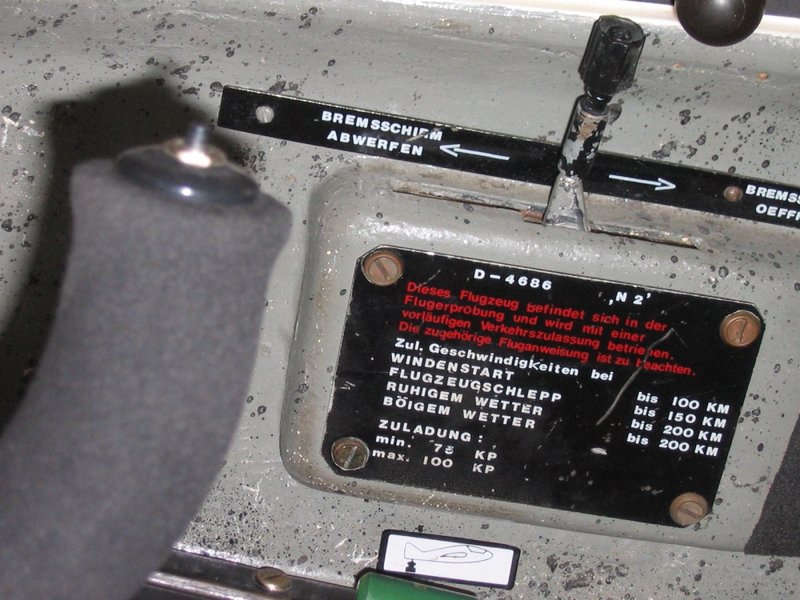 BREMSSCHIRM
ABWERFEN
BREMSS
OEFF
D-4686 ,N 2'
Dieses Flugzeug befindet sich in der
Flugerprobung und wird mit einer
vorläufigen Verkehrszulassung betrieben.
Die zugehörige Fluganweisung ist zu beachten.
Zul. Geschwindigkeiten bei
WINDENSTART bis 100 KM
FLUGZEUGSCHLEPP bis 150 KM
RUHIGEM WETTER bis 200 KM
BÖIGEM WETTER bis 200 KM
ZULADUNG :
min. 75 KP
max. 100 KP